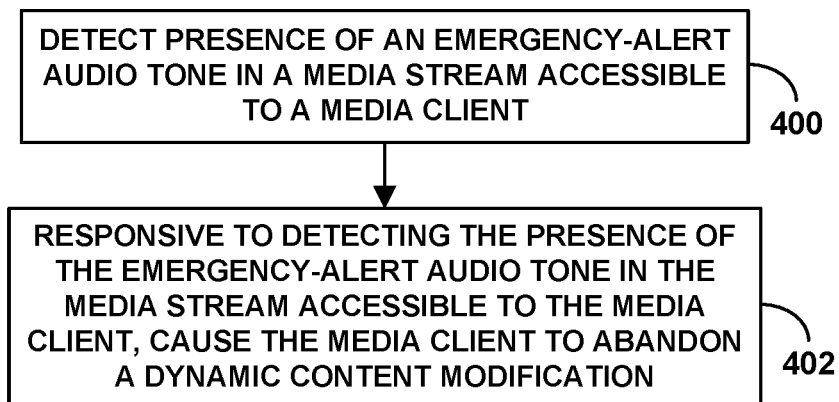 DETECT PRESENCE OF AN EMERGENCY-ALERT
AUDIO TONE IN A MEDIA STREAM ACCESSIBLE
TO A MEDIA CLIENT
400
RESPONSIVE TO DETECTING THE PRESENCE OF
THE EMERGENCY-ALERT AUDIO TONE IN THE
MEDIA STREAM ACCESSIBLE TO THE MEDIA
CLIENT, CAUSE THE MEDIA CLIENT TO ABANDON
A DYNAMIC CONTENT MODIFICATION
402